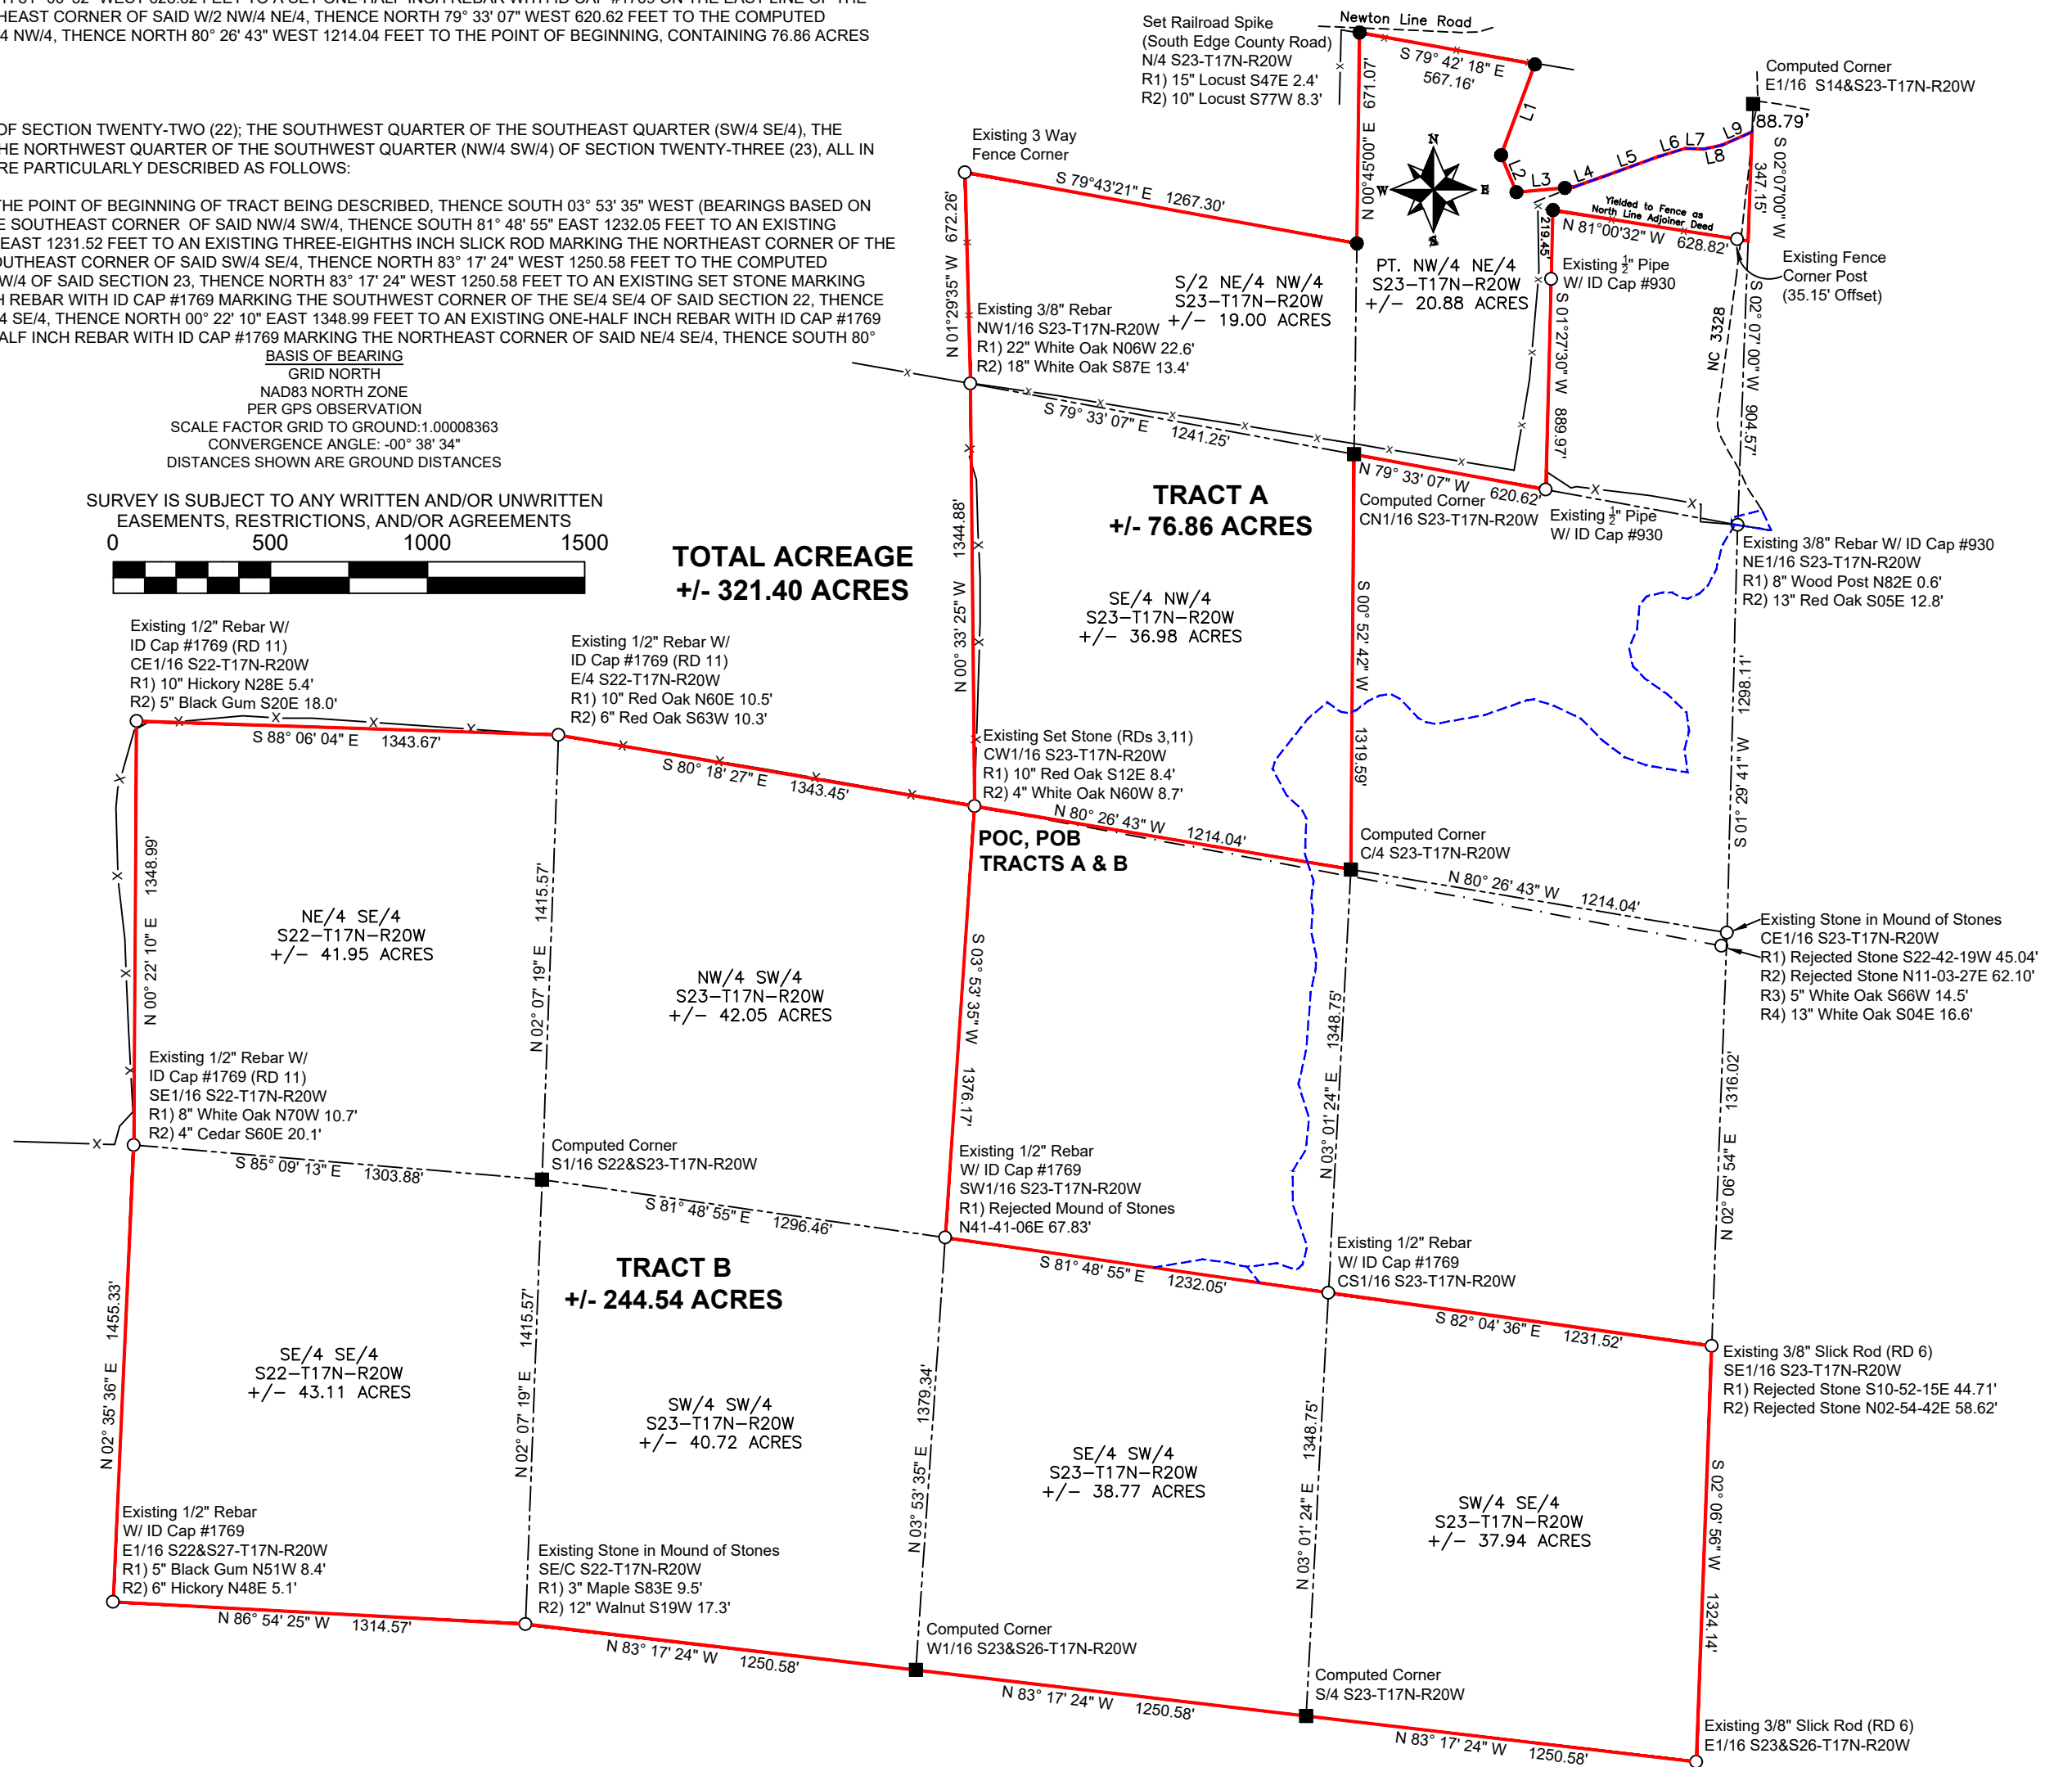 HEAST CORNER OF SAID W/2 NW/4 NE/4, THENCE NORTH 79° 33' 07" WEST 620.62 FEET TO THE COMPUTED
4 NW/4, THENCE NORTH 80° 26' 43" WEST 1214.04 FEET TO THE POINT OF BEGINNING, CONTAINING 76.86 ACRES
OF SECTION TWENTY-TWO (22); THE SOUTHWEST QUARTER OF THE SOUTHEAST QUARTER (SW/4 SE/4), THE
HE NORTHWEST QUARTER OF THE SOUTHWEST QUARTER (NW/4 SW/4) OF SECTION TWENTY-THREE (23), ALL IN
RE PARTICULARLY DESCRIBED AS FOLLOWS:
THE POINT OF BEGINNING OF TRACT BEING DESCRIBED, THENCE SOUTH 03° 53' 35" WEST (BEARINGS BASED ON
E SOUTHEAST CORNER OF SAID NW/4 SW/4, THENCE SOUTH 81° 48' 55" EAST 1232.05 FEET TO AN EXISTING
EAST 1231.52 FEET TO AN EXISTING THREE-EIGHTHS INCH SLICK ROD MARKING THE NORTHEAST CORNER OF THE
OUTHEAST CORNER OF SAID SW/4 SE/4, THENCE NORTH 83° 17' 24" WEST 1250.58 FEET TO THE COMPUTED
W/4 OF SAID SECTION 23, THENCE NORTH 83° 17' 24" WEST 1250.58 FEET TO AN EXISTING SET STONE MARKING
H REBAR WITH ID CAP #1769 MARKING THE SOUTHWEST CORNER OF THE SE/4 SE/4 OF SAID SECTION 22, THENCE
4 SE/4, THENCE NORTH 00° 22' 10" EAST 1348.99 FEET TO AN EXISTING ONE-HALF INCH REBAR WITH ID CAP #1769
ALF INCH REBAR WITH ID CAP #1769 MARKING THE NORTHEAST CORNER OF SAID NE/4 SE/4, THENCE SOUTH 80°
BASIS OF BEARING
GRID NORTH
NAD83 NORTH ZONE
PER GPS OBSERVATION
SCALE FACTOR GRID TO GROUND:1.00008363
CONVERGENCE ANGLE: -00° 38' 34"
DISTANCES SHOWN ARE GROUND DISTANCES
SURVEY IS SUBJECT TO ANY WRITTEN AND/OR UNWRITTEN
EASEMENTS, RESTRICTIONS, AND/OR AGREEMENTS
0 500 1000 1500
TOTAL ACREAGE
+/- 321.40 ACRES
Set Railroad Spike
(South Edge County Road)
N/4 S23-T17N-R20W
R1) 15" Locust S47E 2.4'
R2) 10" Locust S77W 8.3'
Newton Line Road
S 79° 42' 18" E
567.16'
N 00°45'00" E 671.07'
L1
L2
L3
L4
L5
L6
L7
L8
L9
88.79'
Computed Corner
E1/16 S14&S23-T17N-R20W
S 02°07'00" W
347.15'
Yielded to Fence as
North Line Adjoiner Deed
N 81°00'32" W 628.82'
219.45'
Existing Fence
Corner Post
(35.15' Offset)
Existing 1/2" Pipe
W/ ID Cap #930
S 01°27'30" W 889.97'
NC 3328
S 02° 07' 00" W 904.57'
N
W
E
S
Existing 3 Way
Fence Corner
S 79°43'21" E 1267.30'
N 01°29'35" W 672.26'
S/2 NE/4 NW/4
S23-T17N-R20W
+/- 19.00 ACRES
PT. NW/4 NE/4
S23-T17N-R20W
+/- 20.88 ACRES
Existing 3/8" Rebar
NW1/16 S23-T17N-R20W
R1) 22" White Oak N06W 22.6'
R2) 18" White Oak S87E 13.4'
S 79° 33' 07" E 1241.25'
N 79° 33' 07" W 620.62'
Computed Corner
CN1/16 S23-T17N-R20W
Existing 1/2" Pipe
W/ ID Cap #930
Existing 3/8" Rebar W/ ID Cap #930
NE1/16 S23-T17N-R20W
R1) 8" Wood Post N82E 0.6'
R2) 13" Red Oak S05E 12.8'
TRACT A
+/- 76.86 ACRES
N 00° 33' 25" W 1344.88'
SE/4 NW/4
S23-T17N-R20W
+/- 36.98 ACRES
S 00° 52' 42" W 1319.59'
S 01° 29' 41" W 1298.11'
Existing 1/2" Rebar W/
ID Cap #1769 (RD 11)
CE1/16 S22-T17N-R20W
R1) 10" Hickory N28E 5.4'
R2) 5" Black Gum S20E 18.0'
Existing 1/2" Rebar W/
ID Cap #1769 (RD 11)
E/4 S22-T17N-R20W
R1) 10" Red Oak N60E 10.5'
R2) 6" Red Oak S63W 10.3'
S 88° 06' 04" E 1343.67'
S 80° 18' 27" E 1343.45'
Existing Set Stone (RDs 3,11)
CW1/16 S23-T17N-R20W
R1) 10" Red Oak S12E 8.4'
R2) 4" White Oak N60W 8.7'
N 80° 26' 43" W 1214.04'
POC, POB
TRACTS A & B
Computed Corner
C/4 S23-T17N-R20W
N 80° 26' 43" W 1214.04'
Existing Stone in Mound of Stones
CE1/16 S23-T17N-R20W
R1) Rejected Stone S22-42-19W 45.04'
R2) Rejected Stone N11-03-27E 62.10'
R3) 5" White Oak S66W 14.5'
R4) 13" White Oak S04E 16.6'
N 00° 22' 10" E 1348.99'
NE/4 SE/4
S22-T17N-R20W
+/- 41.95 ACRES
N 02° 07' 19" E 1415.57'
NW/4 SW/4
S23-T17N-R20W
+/- 42.05 ACRES
S 03° 53' 35" W 1376.17'
N 03° 01' 24" E 1348.75'
N 02° 06' 54" E 1316.02'
Existing 1/2" Rebar W/
ID Cap #1769 (RD 11)
SE1/16 S22-T17N-R20W
R1) 8" White Oak N70W 10.7'
R2) 4" Cedar S60E 20.1'
S 85° 09' 13" E 1303.88'
Computed Corner
S1/16 S22&S23-T17N-R20W
S 81° 48' 55" E 1296.46'
Existing 1/2" Rebar
W/ ID Cap #1769
SW1/16 S23-T17N-R20W
R1) Rejected Mound of Stones
N41-41-06E 67.83'
S 81° 48' 55" E 1232.05'
Existing 1/2" Rebar
W/ ID Cap #1769
CS1/16 S23-T17N-R20W
S 82° 04' 36" E 1231.52'
Existing 3/8" Slick Rod (RD 6)
SE1/16 S23-T17N-R20W
R1) Rejected Stone S10-52-15E 44.71'
R2) Rejected Stone N02-54-42E 58.62'
TRACT B
+/- 244.54 ACRES
N 02° 35' 36" E 1455.33'
SE/4 SE/4
S22-T17N-R20W
+/- 43.11 ACRES
N 02° 07' 19" E 1415.57'
SW/4 SW/4
S23-T17N-R20W
+/- 40.72 ACRES
N 03° 53' 35" E 1379.34'
SE/4 SW/4
S23-T17N-R20W
+/- 38.77 ACRES
N 03° 01' 24" E 1348.75'
SW/4 SE/4
S23-T17N-R20W
+/- 37.94 ACRES
S 02° 06' 56" W 1324.14'
Existing 1/2" Rebar
W/ ID Cap #1769
E1/16 S22&S27-T17N-R20W
R1) 5" Black Gum N51W 8.4'
R2) 6" Hickory N48E 5.1'
N 86° 54' 25" W 1314.57'
Existing Stone in Mound of Stones
SE/C S22-T17N-R20W
R1) 3" Maple S83E 9.5'
R2) 12" Walnut S19W 17.3'
N 83° 17' 24" W 1250.58'
Computed Corner
W1/16 S23&S26-T17N-R20W
N 83° 17' 24" W 1250.58'
Computed Corner
S/4 S23-T17N-R20W
N 83° 17' 24" W 1250.58'
Existing 3/8" Slick Rod (RD 6)
E1/16 S23&S26-T17N-R20W